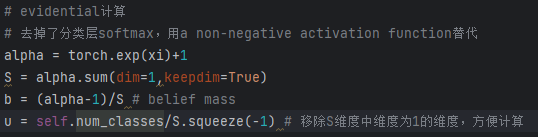 # evidential计算
# 去掉了分类层softmax，用a non-negative activation function替代
alpha = torch.exp(xi)+1
S = alpha.sum(dim=1,keepdim=True)
b = (alpha-1)/S # belief mass
u = self.num_classes/S.squeeze(-1) # 移除S维度中维度为1的维度，方便计算